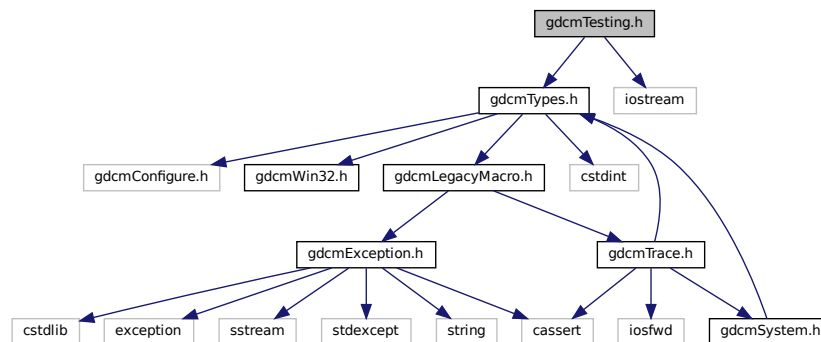 gdcmTesting.h
gdcmTypes.h
iostream
gdcmConfigure.h
gdcmWin32.h
gdcmLegacyMacro.h
cstdint
gdcmException.h
gdcmTrace.h
cstdlib
exception
sstream
stdexcept
string
cassert
iosfwd
gdcmSystem.h